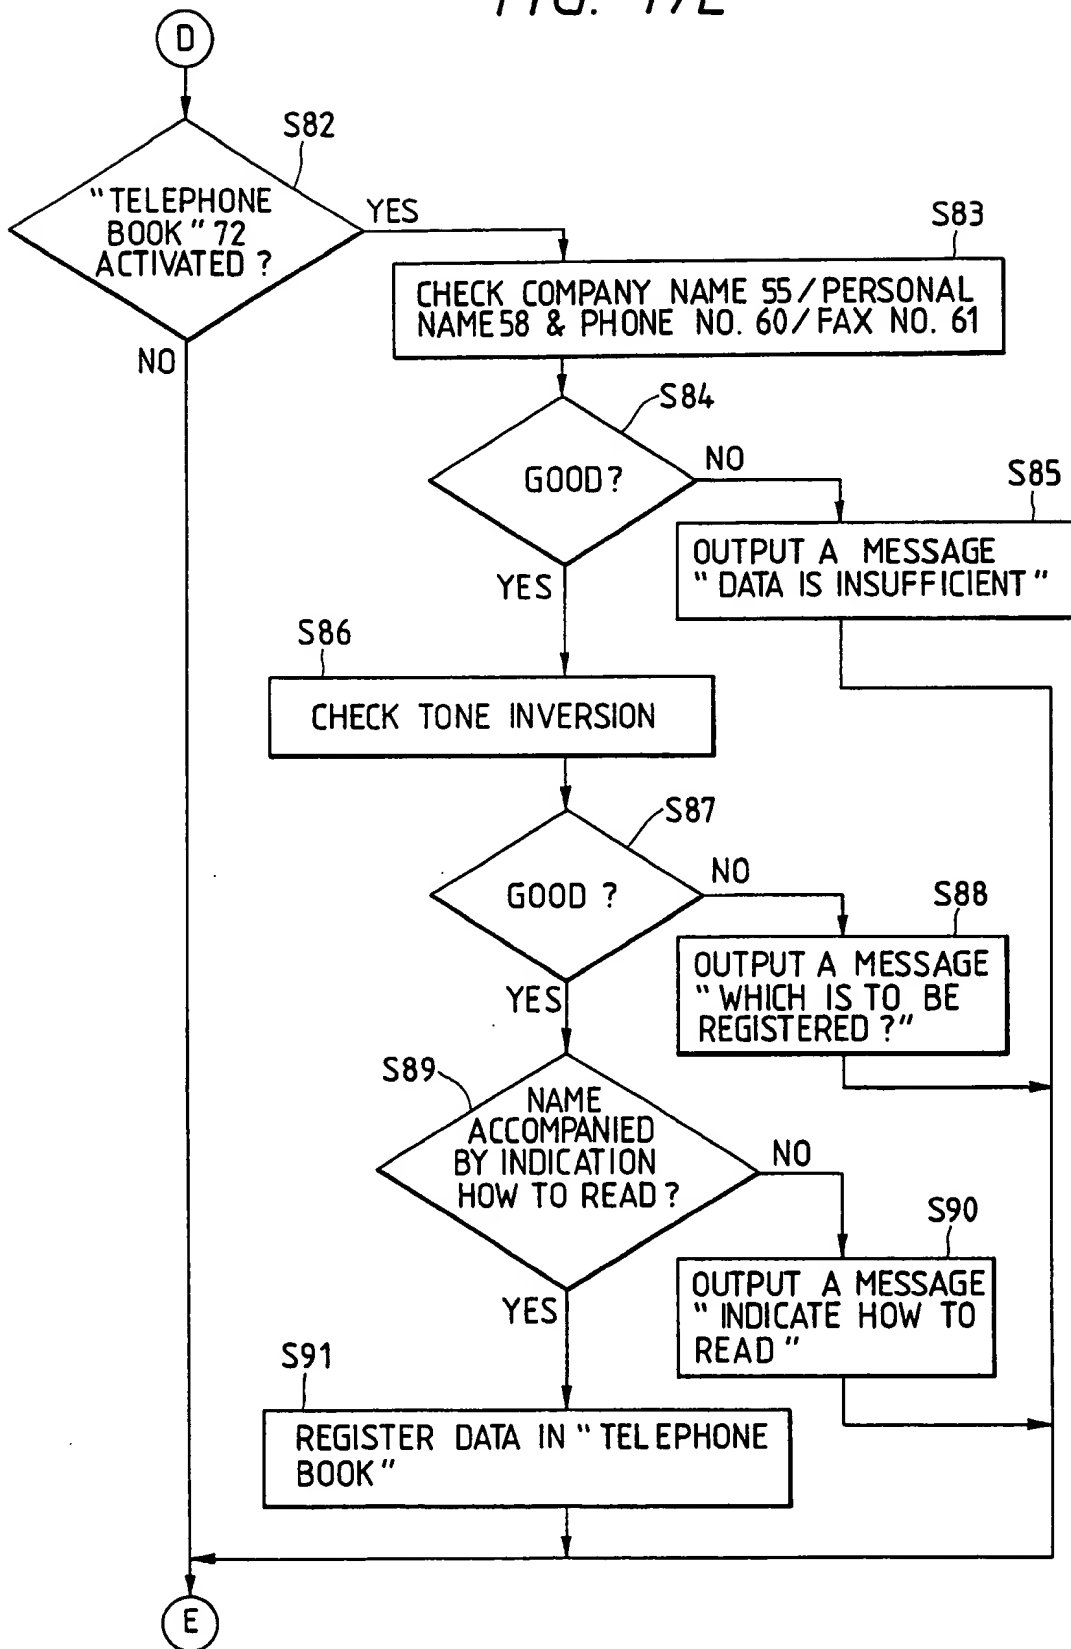 D
S82
"TELEPHONE
BOOK" 72
ACTIVATED ?
YES
NO
S83
CHECK COMPANY NAME 55/PERSONAL
NAME 58 & PHONE NO. 60/FAX NO. 61
S84
GOOD?
NO
YES
S85
OUTPUT A MESSAGE
"DATA IS INSUFFICIENT"
S86
CHECK TONE INVERSION
S87
GOOD ?
NO
YES
S88
OUTPUT A MESSAGE
"WHICH IS TO BE
REGISTERED ?"
S89
NAME
ACCOMPANIED
BY INDICATION
HOW TO READ ?
NO
YES
S90
OUTPUT A MESSAGE
"INDICATE HOW TO
READ"
S91
REGISTER DATA IN "TELEPHONE
BOOK"
E